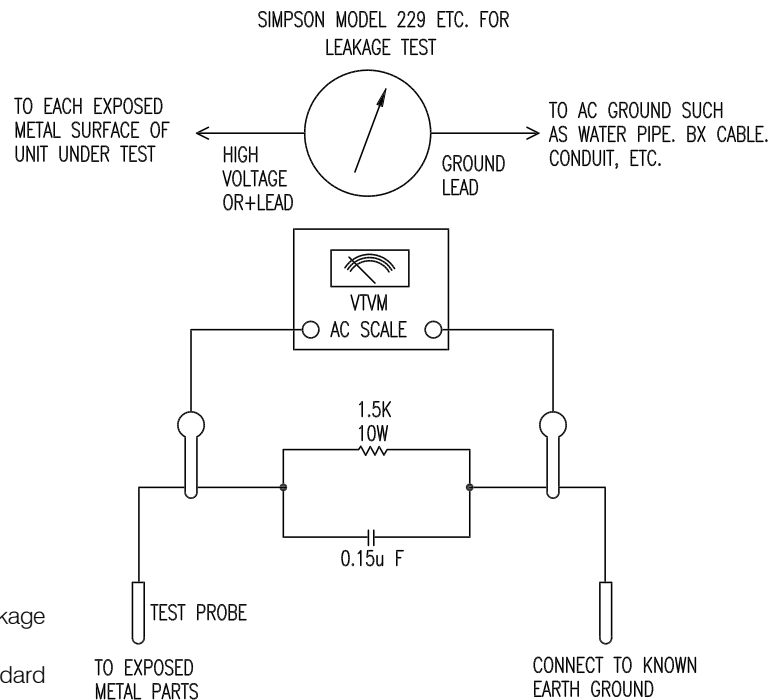 SIMPSON MODEL 229 ETC. FOR
LEAKAGE TEST
TO EACH EXPOSED
METAL SURFACE OF
UNIT UNDER TEST
HIGH
VOLTAGE
OR+LEAD
GROUND
LEAD
TO AC GROUND SUCH
AS WATER PIPE. BX CABLE.
CONDUIT, ETC.
VTVM
AC SCALE
1.5K
10W
0.15u F
TEST PROBE
TO EXPOSED
METAL PARTS
CONNECT TO KNOWN
EARTH GROUND
kage
dard